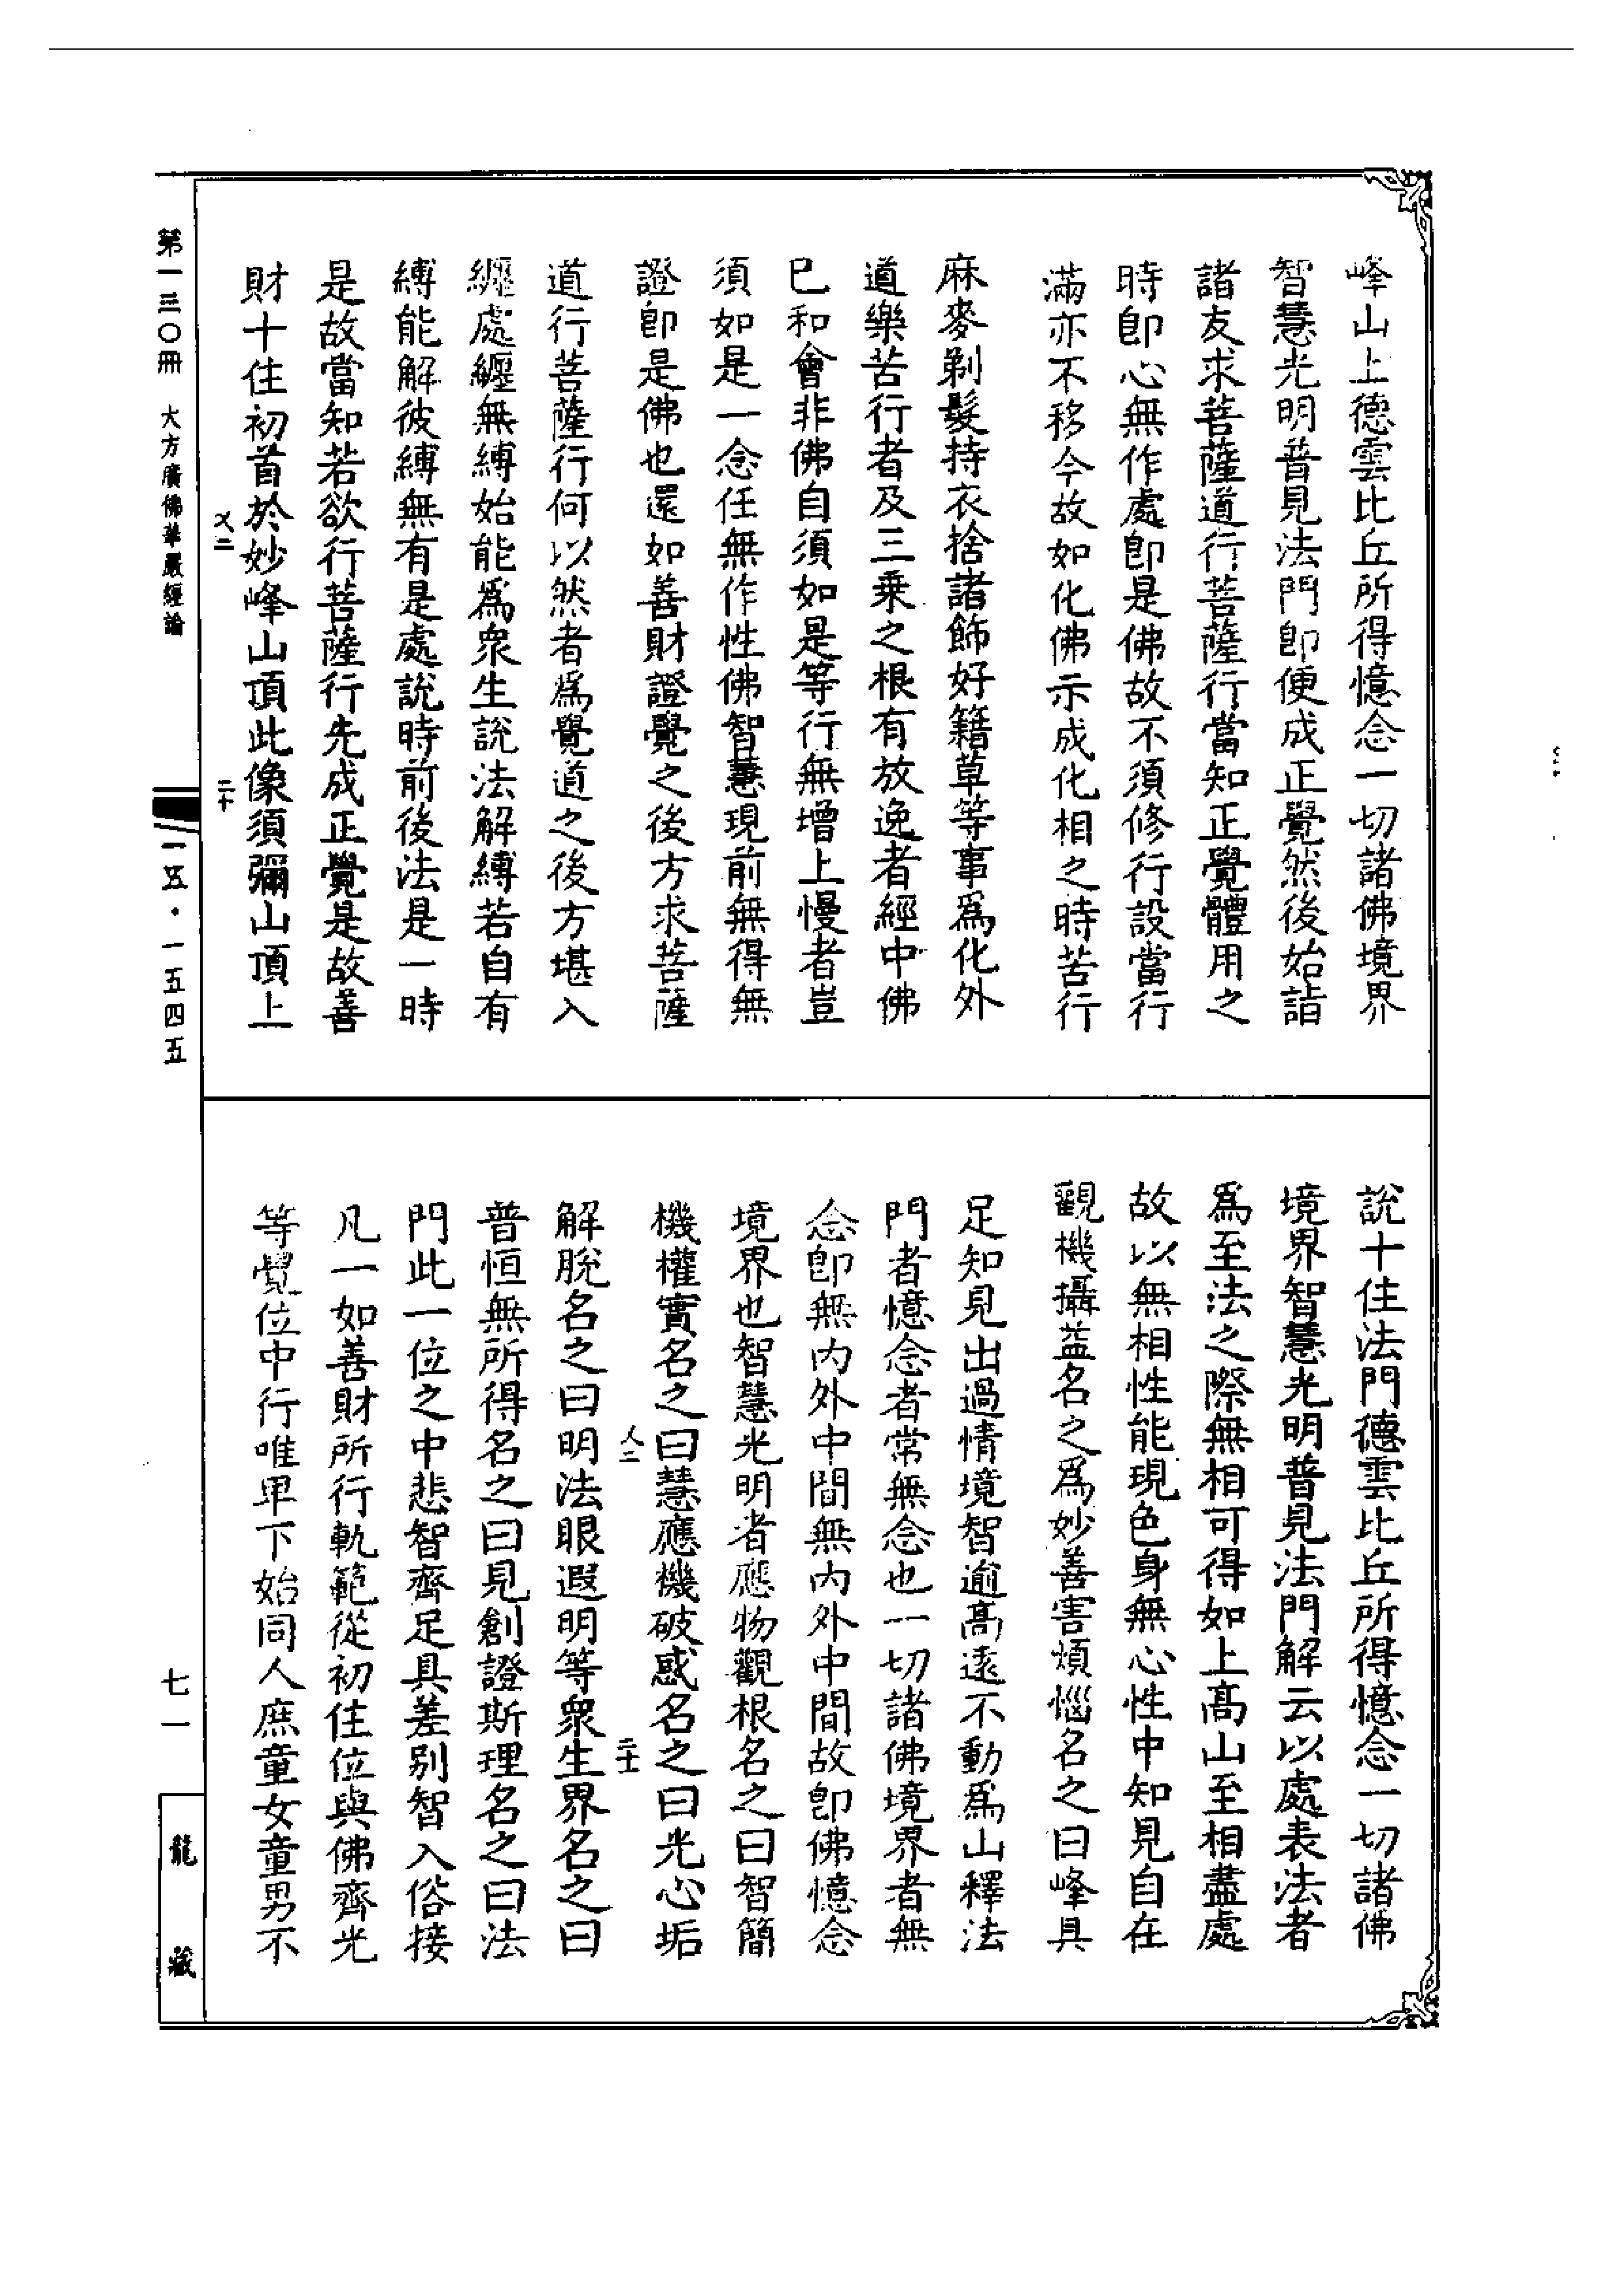 峰山上德雲比丘所得憶念一切諸佛境界
智慧光明普見法門卽便成正覺然後始詣
諸友求菩薩道行菩薩行當知正覺體用之
時卽心無作處卽是佛故不須修行設當行
滿亦不移今故如化佛示成化相之時苦行
麻麥剃髮持衣捨諸飾好籍草等事爲化外
道樂苦行者及三乗之根有放逸者經中佛
已和會非佛自須如是等行無增上慢者豈
須如是一念任無作性佛智慧現前無得無
證卽是佛也還如善財證覺之後方求菩薩
道行菩薩行何以然者爲覺道之後方堪入
纏處纏無縛始能爲衆生說法解縛若自有
縛能解彼縛無有是處說時前後法是一時
是故當知若欲行菩薩行先成正覺是故善
財十住初首於妙峰山頂此像須彌山頂上
說十住法門德雲比丘所得憶念一切諸佛
境界智慧光明普見法門解云以處表法者
爲至法之際無相可得如上高山至相盡處
故以無相性能現色身無心性中知見自在
觀機攝益名之爲妙善害煩惱名之曰峰具
足知見出過情境智逾高遠不動爲山釋法
門者憶念者常無念也一切諸佛境界者無
念卽無內外中間無內外中間故卽佛憶念
境界也智慧光明者應物觀根名之曰智簡
機權實名之曰慧應機破惑名之曰光心垢
解脫名之曰明法眼遐明等衆生界名之曰
普恒無所得名之曰見創證斯理名之曰法
門此一位之中悲智齊足具差別智入俗接
凡一如善財所行軌範從初住位與佛齊光
等覺位中行唯卑下始同人庶童女童男不
第一三〇冊 大方廣佛華嚴經論
一五·一五四五
七一
龍藏